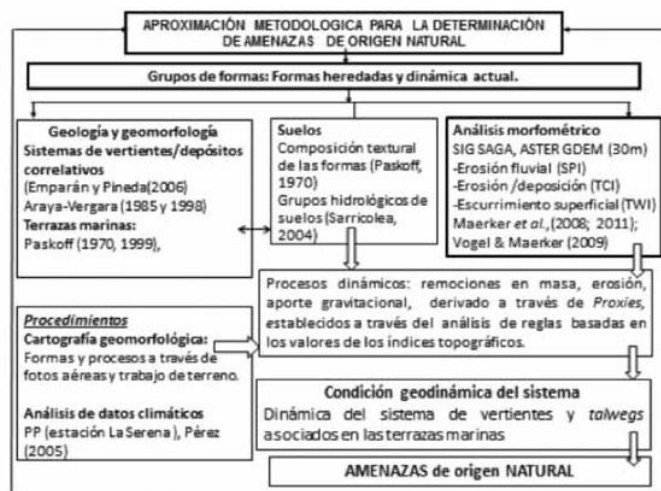 APROXIMACIÓN METODOLOGICA PARA LA DETERMINACIÓN
DE AMENAZAS DE ORIGEN NATURAL
Grupos de formas: Formas heredadas y dinámica actual.
Geología y geomorfología
Sistemas de vertientes/depósitos
correlativos
(Emparán y Pineda(2006)
Araya-Vergara (1985 y 1998)
Terrazas marinas:
Paskoff (1970, 1999),
Suelos
Composición textural
de las formas (Paskoff,
1970)
Grupos hidrológicos de
suelos (Sarricolea,
2004)
Análisis morfométrico
SIG SAGA, ASTER GDEM (30m)
-Erosión fluvial (SPI)
-Erosión /deposición (TCI)
-Escurrimiento superficial (TWI)
Maerker et al.,(2008; 2011);
Vogel & Maerker (2009)
Procesos dinámicos: remociones en masa, erosión,
aporte gravitacional, derivado a través de Proxies,
establecidos a través del análisis de reglas basadas en
los valores de los índices topográficos.
Procedimientos
Cartografía geomorfológica:
Formas y procesos a través de
fotos aéreas y trabajo de terreno.
Análisis de datos climáticos
PP (estación La Serena ), Pérez
(2005)
Condición geodinámica del sistema
Dinámica del sistema de vertientes y talwegs
asociados en las terrazas marinas
AMENAZAS de origen NATURAL